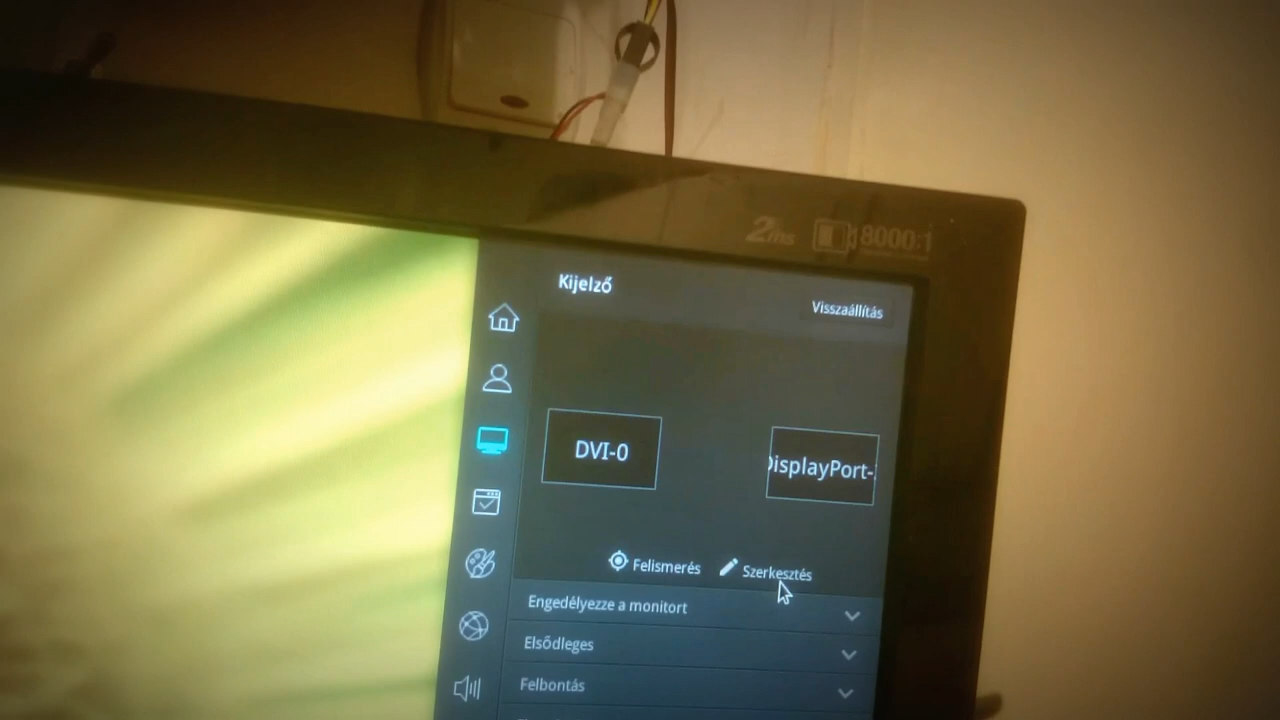 2ms 8000:1
Kijelző
Visszaállítás
DVI-0
DisplayPort-
Felismerés Szerkesztés
Engedélyezze a monitort
Elsődleges
Felbontás